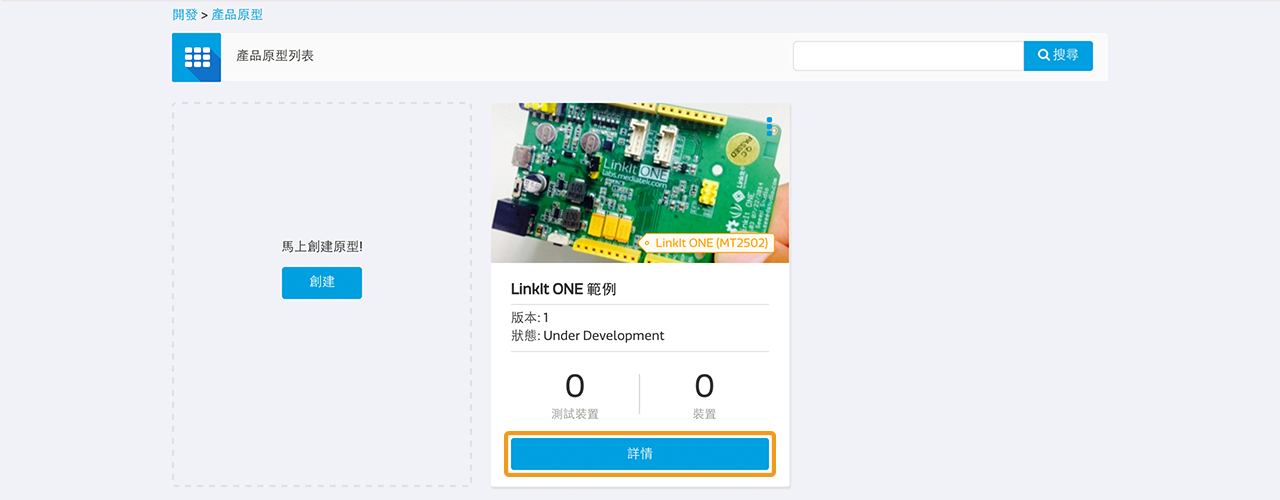 開發 > 產品原型
產品原型列表
搜尋
馬上創建原型!
創建
LinkIt ONE
labs.mediatek.com
QC
PASSED
LinkIt ONE (MT2502)
LinkIt ONE 範例
版本: 1
狀態: Under Development
0
測試裝置
0
裝置
詳情